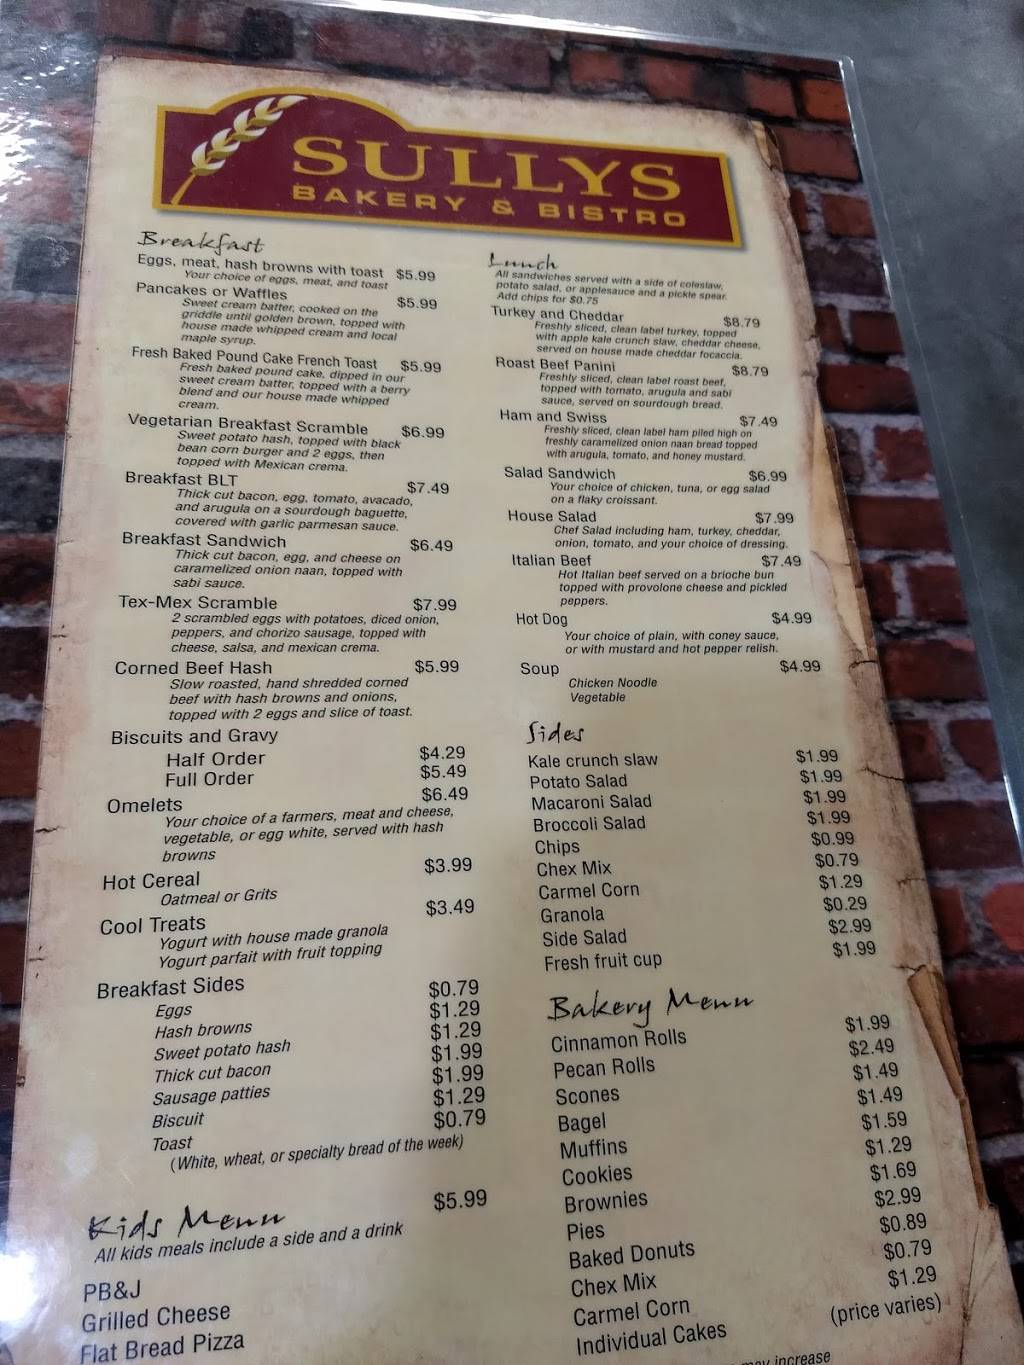 SULLYS
BAKERY & BISTRO
Breakfast
Eggs, meat, hash browns with toast $5.99
Your choice of eggs, meat, and toast
Pancakes or Waffles $5.99
Sweet cream batter, cooked on the
griddle until golden brown, topped with
house made whipped cream and local
maple syrup.
Fresh Baked Pound Cake French Toast $5.99
Fresh baked pound cake, dipped in our
sweet cream batter, topped with a berry
blend and our house made whipped
cream.
Vegetarian Breakfast Scramble $6.99
Sweet potato hash, topped with black
bean corn burger and 2 eggs, then
topped with Mexican crema.
Breakfast BLT $7.49
Thick cut bacon, egg, tomato, avacado,
and arugula on a sourdough baguette,
covered with garlic parmesan sauce.
Breakfast Sandwich $6.49
Thick cut bacon, egg, and cheese on
caramelized onion naan, topped with
sabi sauce.
Tex-Mex Scramble $7.99
2 scrambled eggs with potatoes, diced onion,
peppers, and chorizo sausage, topped with
cheese, salsa, and mexican crema.
Corned Beef Hash $5.99
Slow roasted, hand shredded corned
beef with hash browns and onions,
topped with 2 eggs and slice of toast.
Biscuits and Gravy
Half Order $4.29
Full Order $5.49
Omelets $6.49
Your choice of a farmers, meat and cheese,
vegetable, or egg white, served with hash
browns
Hot Cereal $3.99
Oatmeal or Grits
Cool Treats $3.49
Yogurt with house made granola
Yogurt parfait with fruit topping
Breakfast Sides
Eggs $0.79
Hash browns $1.29
Sweet potato hash $1.29
Thick cut bacon $1.99
Sausage patties $1.99
Biscuit $1.29
Toast $0.79
(White, wheat, or specialty bread of the week)
Kids Menu $5.99
All kids meals include a side and a drink
PB&J
Grilled Cheese
Flat Bread Pizza
Lunch
All sandwiches served with a side of coleslaw,
potato salad, or applesauce and a pickle spear.
Add chips for $0.75
Turkey and Cheddar $8.79
Freshly sliced, clean label turkey, topped
with apple kale crunch slaw, cheddar cheese,
served on house made cheddar focaccia.
Roast Beef Panini $8.79
Freshly sliced, clean label roast beef,
topped with tomato, arugula and sabi
sauce, served on sourdough bread.
Ham and Swiss $7.49
Freshly sliced, clean label ham piled high on
freshly caramelized onion naan bread topped
with arugula, tomato, and honey mustard.
Salad Sandwich $6.99
Your choice of chicken, tuna, or egg salad
on a flaky croissant.
House Salad $7.99
Chef Salad including ham, turkey, cheddar,
onion, tomato, and your choice of dressing.
Italian Beef $7.49
Hot Italian beef served on a brioche bun
topped with provolone cheese and pickled
peppers.
Hot Dog $4.99
Your choice of plain, with coney sauce,
or with mustard and hot pepper relish.
Soup $4.99
Chicken Noodle
Vegetable
Sides
Kale crunch slaw $1.99
Potato Salad $1.99
Macaroni Salad $1.99
Broccoli Salad $1.99
Chips $0.99
Chex Mix $0.79
Carmel Corn $1.29
Granola $0.29
Side Salad $2.99
Fresh fruit cup $1.99
Bakery Menu
Cinnamon Rolls $1.99
Pecan Rolls $2.49
Scones $1.49
Bagel $1.49
Muffins $1.59
Cookies $1.29
Brownies $1.69
Pies $2.99
Baked Donuts $0.89
Chex Mix $0.79
Carmel Corn $1.29
Individual Cakes (price varies)
may increase